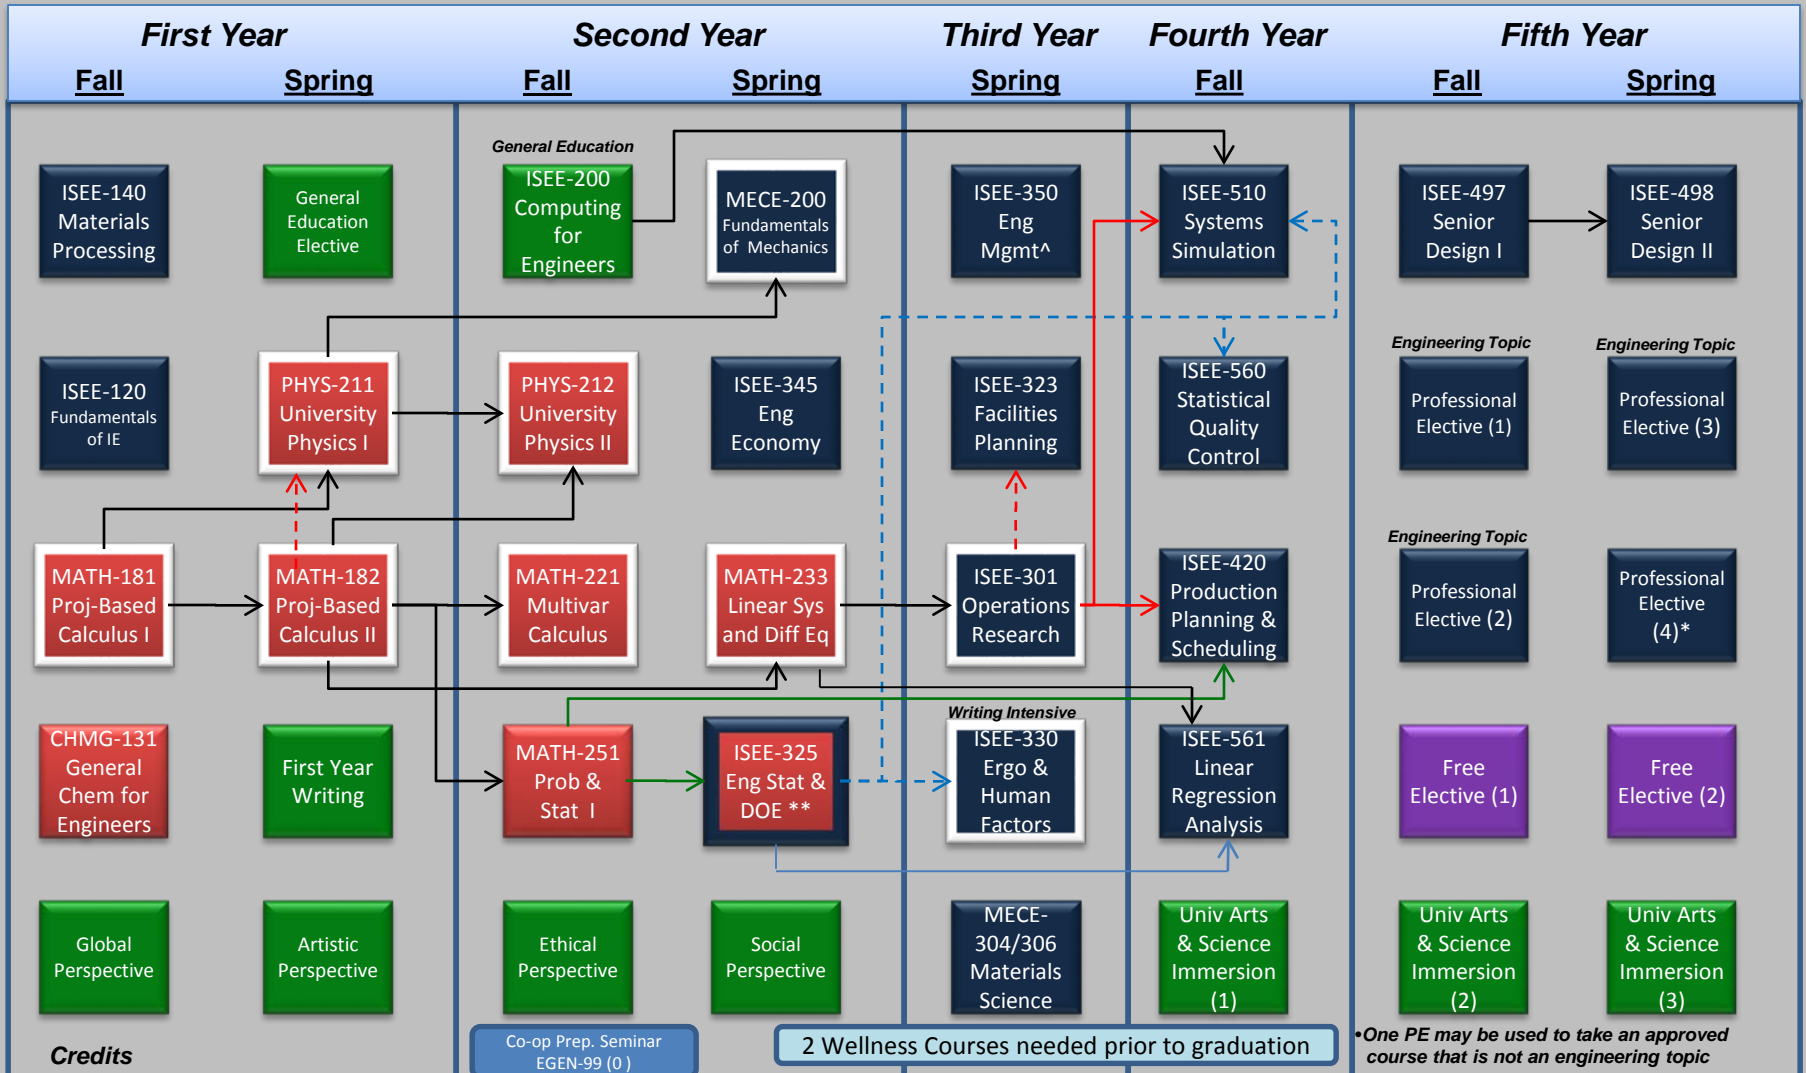 First Year
Second Year
Third Year
Fourth Year
Fifth Year
Fall
Spring
Fall
Spring
Spring
Fall
Fall
Spring
ISEE-140
Materials
Processing
General
Education
Elective
General Education
ISEE-200
Computing
for
Engineers
MECE-200
Fundamentals
of Mechanics
ISEE-350
Eng
Mgmt^
ISEE-510
Systems
Simulation
ISEE-497
Senior
Design I
ISEE-498
Senior
Design II
ISEE-120
Fundamentals
of IE
PHYS-211
University
Physics I
PHYS-212
University
Physics II
ISEE-345
Eng
Economy
ISEE-323
Facilities
Planning
ISEE-560
Statistical
Quality
Control
Engineering Topic
Professional
Elective (1)
Engineering Topic
Professional
Elective (3)
MATH-181
Proj-Based
Calculus I
MATH-182
Proj-Based
Calculus II
MATH-221
Multivar
Calculus
MATH-233
Linear Sys
and Diff Eq
ISEE-301
Operations
Research
ISEE-420
Production
Planning &
Scheduling
Engineering Topic
Professional
Elective (2)
Professional
Elective
(4)*
CHMG-131
General
Chem for
Engineers
First Year
Writing
MATH-251
Prob &
Stat I
ISEE-325
Eng Stat &
DOE **
Writing Intensive
ISEE-330
Ergo &
Human
Factors
ISEE-561
Linear
Regression
Analysis
Free
Elective (1)
Free
Elective (2)
Global
Perspective
Artistic
Perspective
Ethical
Perspective
Social
Perspective
MECE-
304/306
Materials
Science
Univ Arts
& Science
Immersion
(1)
Univ Arts
& Science
Immersion
(2)
Univ Arts
& Science
Immersion
(3)
Credits
Co-op Prep. Seminar
EGEN-99 (0 )
2 Wellness Courses needed prior to graduation
•One PE may be used to take an approved
course that is not an engineering topic